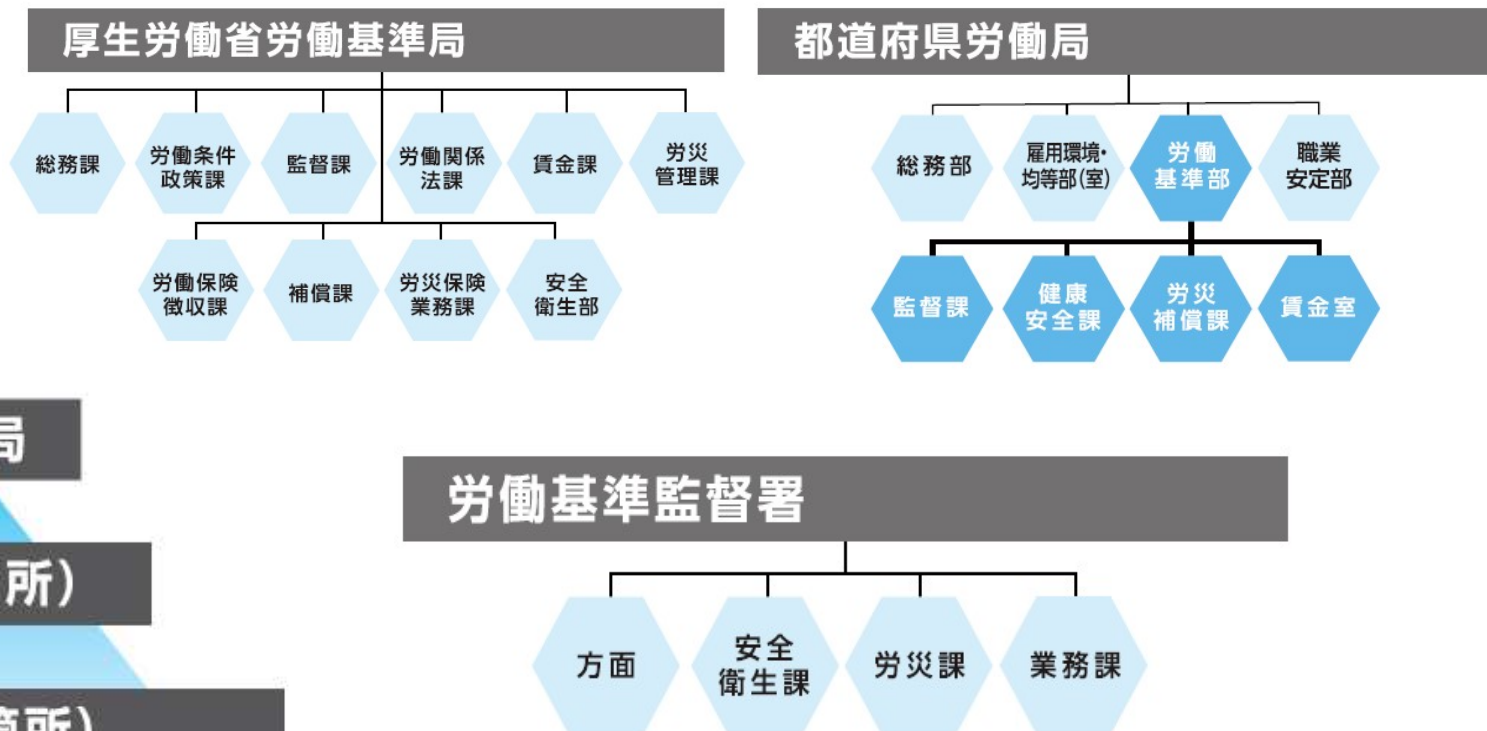 厚生労働省労働基準局
総務課
労働条件
政策課
監督課
労働関係
法課
賃金課
労災
管理課
労働保険
徴収課
補償課
労災保険
業務課
安全
衛生部
都道府県労働局
総務部
雇用環境・
均等部(室)
労働
基準部
職業
安定部
監督課
健康
安全課
労災
補償課
賃金室
局
所)
箇所)
労働基準監督署
方面
安全
衛生課
労災課
業務課